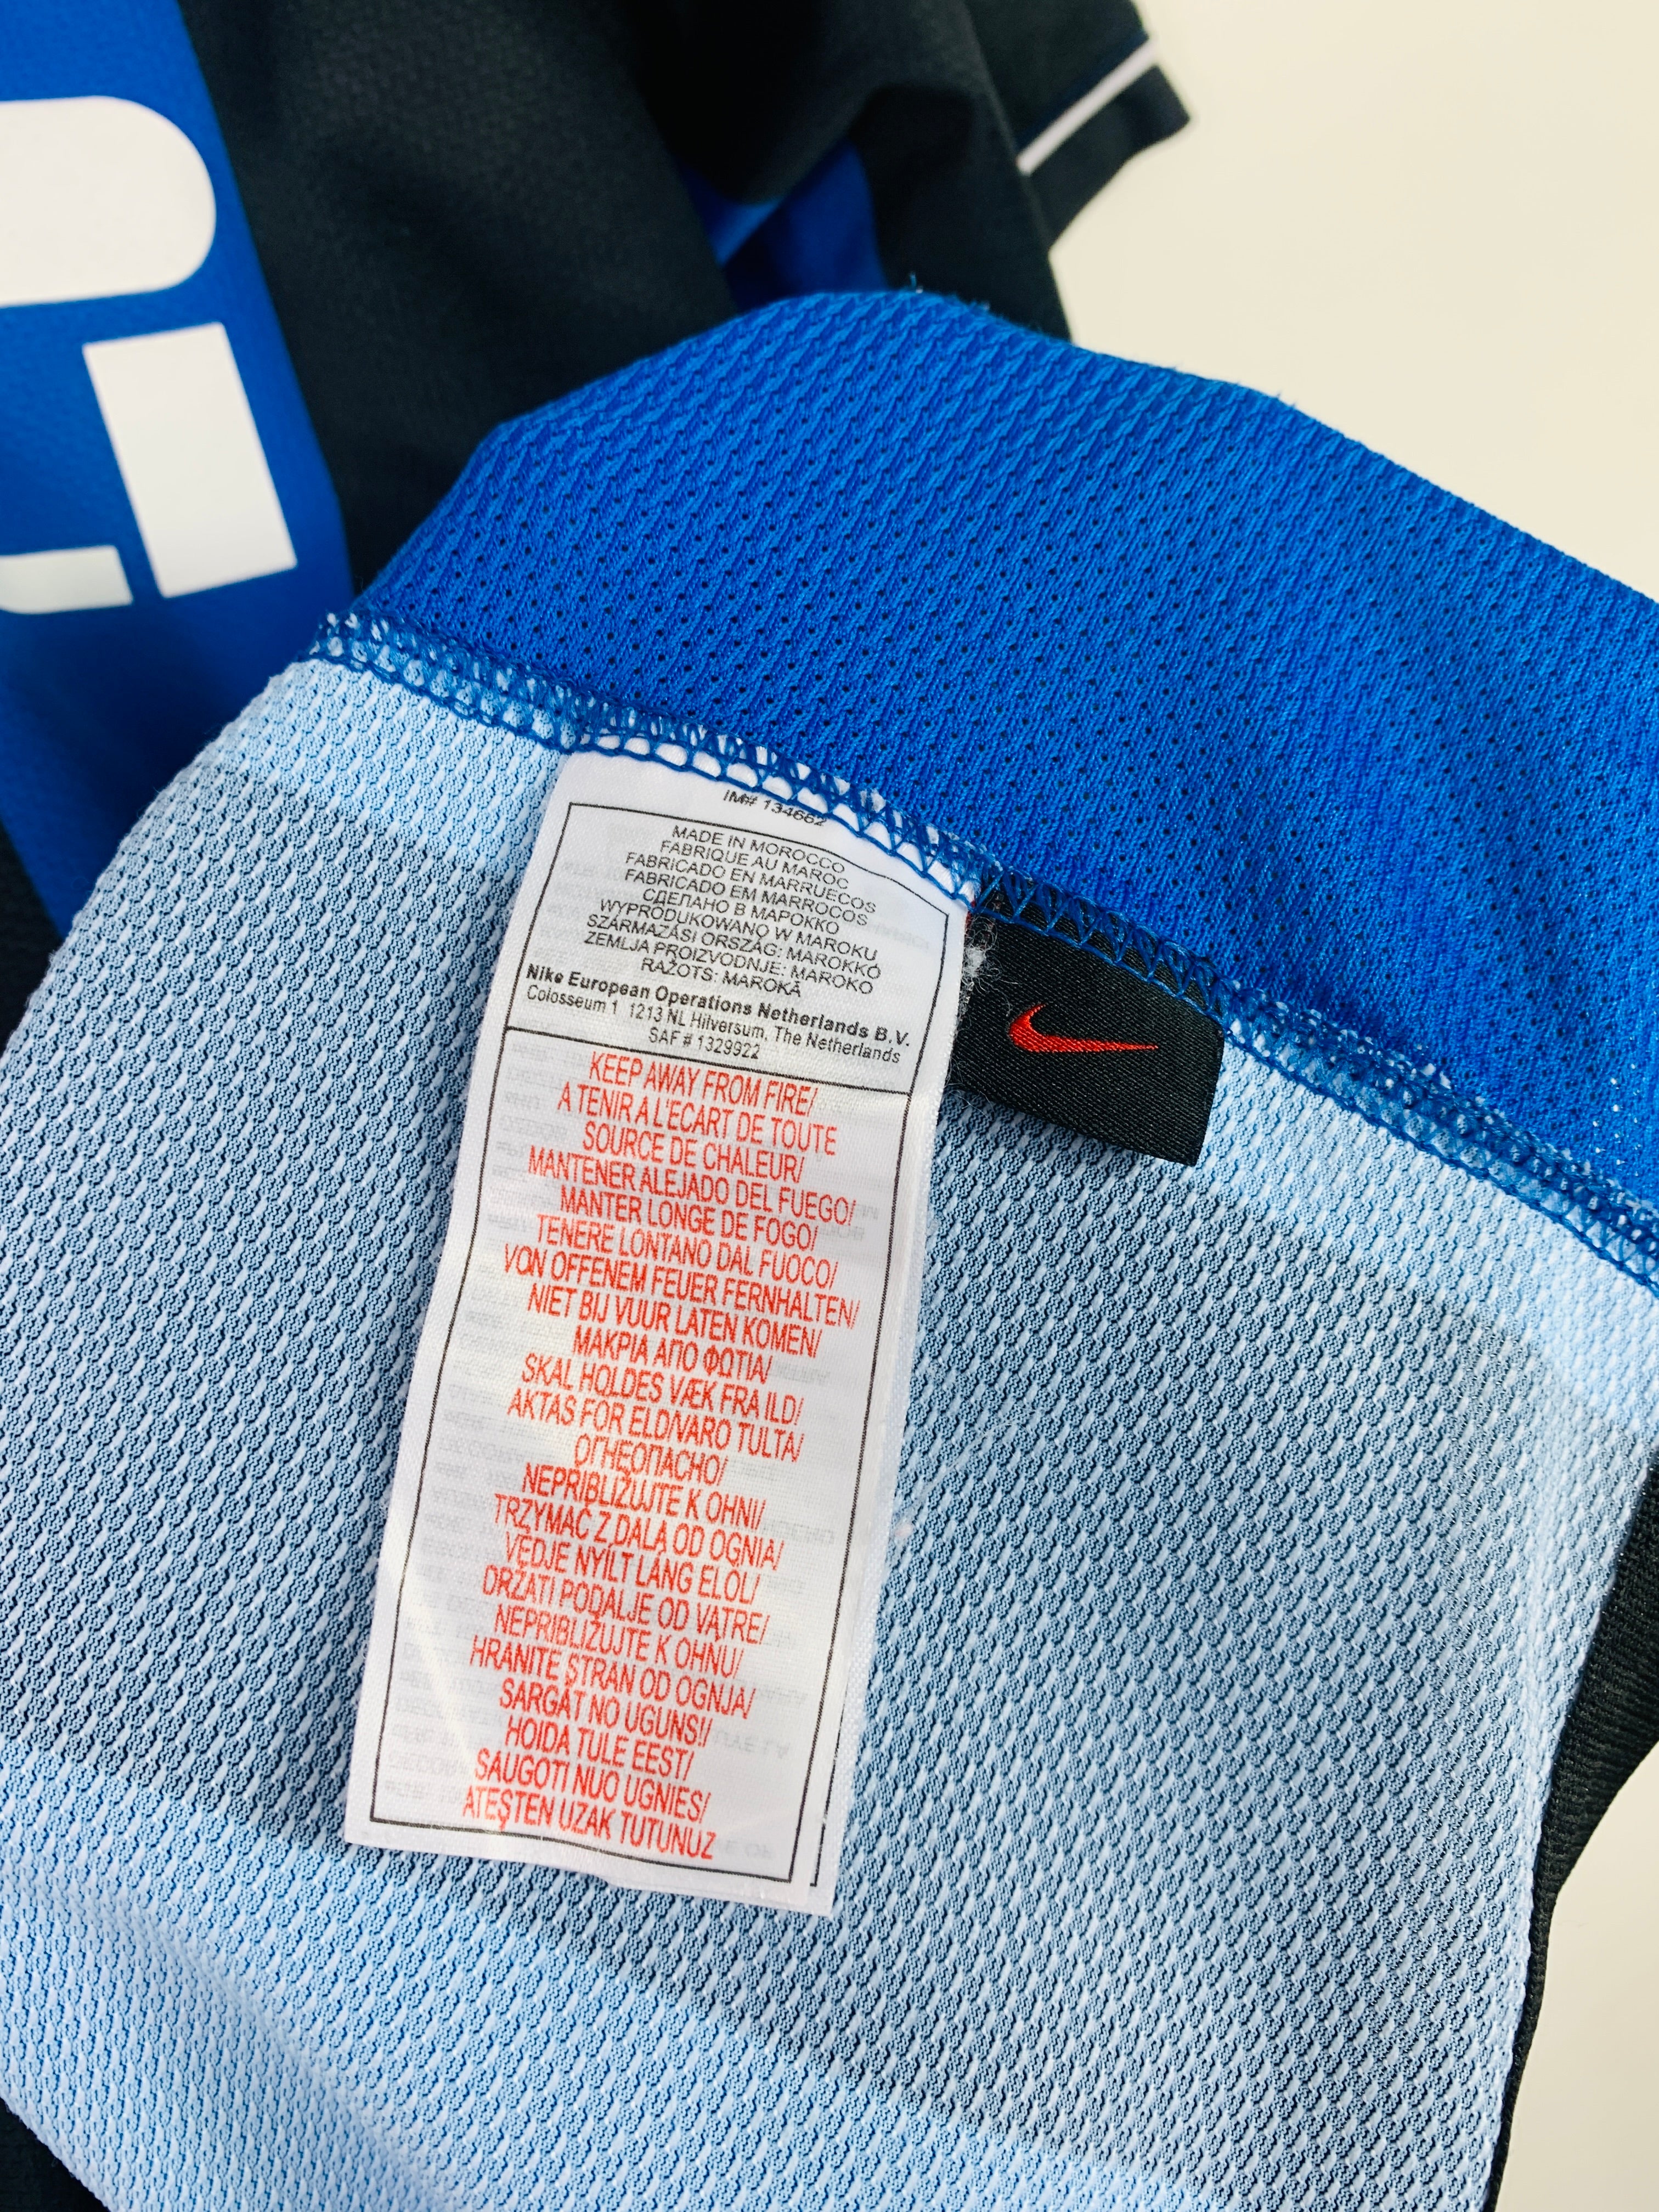 IM# 134662
MADE IN MOROCCO
FABRIQUE AU MAROC
FABRICADO EN MARRUECOS
FABRICADO EM MARROCOS
СДЕЛАНО В МАРОККО
WYPRODUKOWANO W MAROKU
SZÁRMAZÁSI ORSZÁG: MAROKKÓ
ZEMLJA PROIZVODNJE: MAROKO
RAŽOTS: MAROKĀ
Nike European Operations Netherlands B.V.
Colosseum 1 1213 NL Hilversum, The Netherlands
SAF # 1329922
KEEP AWAY FROM FIRE/
A TENIR A L'ECART DE TOUTE
SOURCE DE CHALEUR/
MANTENER ALEJADO DEL FUEGO/
MANTER LONGE DE FOGO/
TENERE LONTANO DAL FUOCO/
VON OFFENEM FEUER FERNHALTEN/
NIET BIJ VUUR LATEN KOMEN/
ΜΑΚΡΙΑ ΑΠΟ ΦΩΤΙΑ/
SKAL HOLDES VÆK FRA ILD/
AKTAS FOR ELD/VARO TULTA/
ОГНЕОПАСНО/
NEPRIBLIŽUJTE K OHNI/
TRZYMAĆ Z DALA OD OGNIA/
VÉDJE NYÍLT LÁNG ELÖL/
DRŽATI PODALJE OD VATRE/
NEPRIBLIŽUJTE K OHNU/
HRANITE STRAN OD OGNJA/
SARGĀT NO UGUNS!/
HOIDA TULE EEST/
SAUGOTI NUO UGNIES/
ATEŞTEN UZAK TUTUNUZ